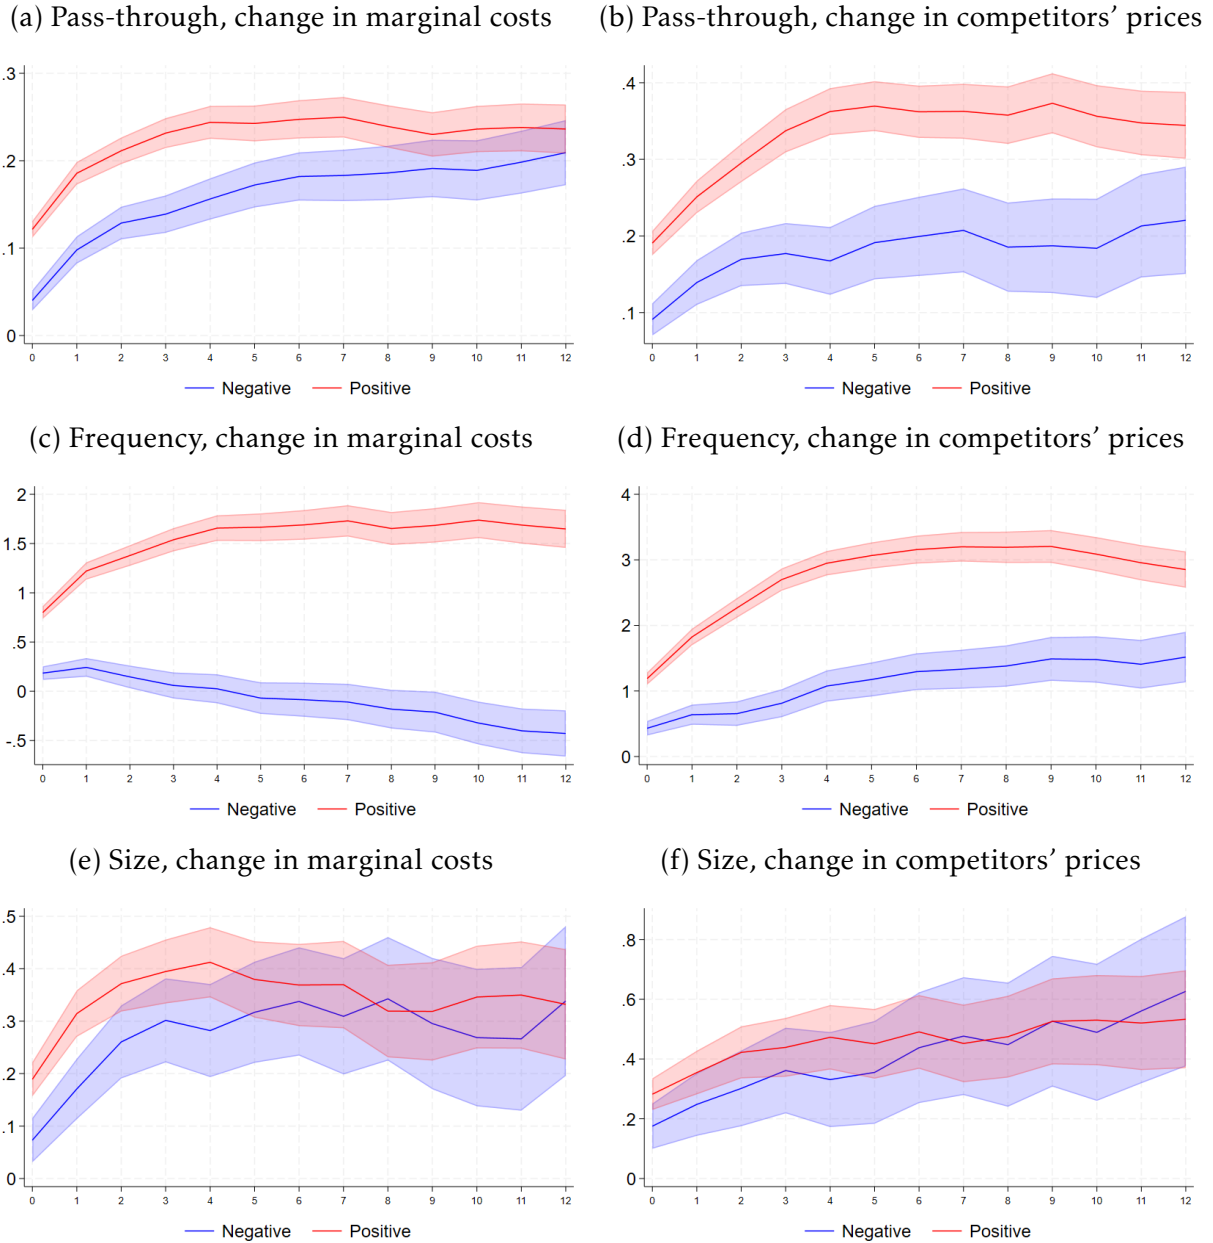 (a) Pass-through, change in marginal costs
.3
.2
.1
0
0 1 2 3 4 5 6 7 8 9 10 11 12
Negative Positive
(b) Pass-through, change in competitors’ prices
.4
.3
.2
.1
0 1 2 3 4 5 6 7 8 9 10 11 12
Negative Positive
(c) Frequency, change in marginal costs
2
1.5
1
.5
0
-.5
0 1 2 3 4 5 6 7 8 9 10 11 12
Negative Positive
(d) Frequency, change in competitors’ prices
4
3
2
1
0
0 1 2 3 4 5 6 7 8 9 10 11 12
Negative Positive
(e) Size, change in marginal costs
.5
.4
.3
.2
.1
0
0 1 2 3 4 5 6 7 8 9 10 11 12
Negative Positive
(f) Size, change in competitors’ prices
.8
.6
.4
.2
0
0 1 2 3 4 5 6 7 8 9 10 11 12
Negative Positive